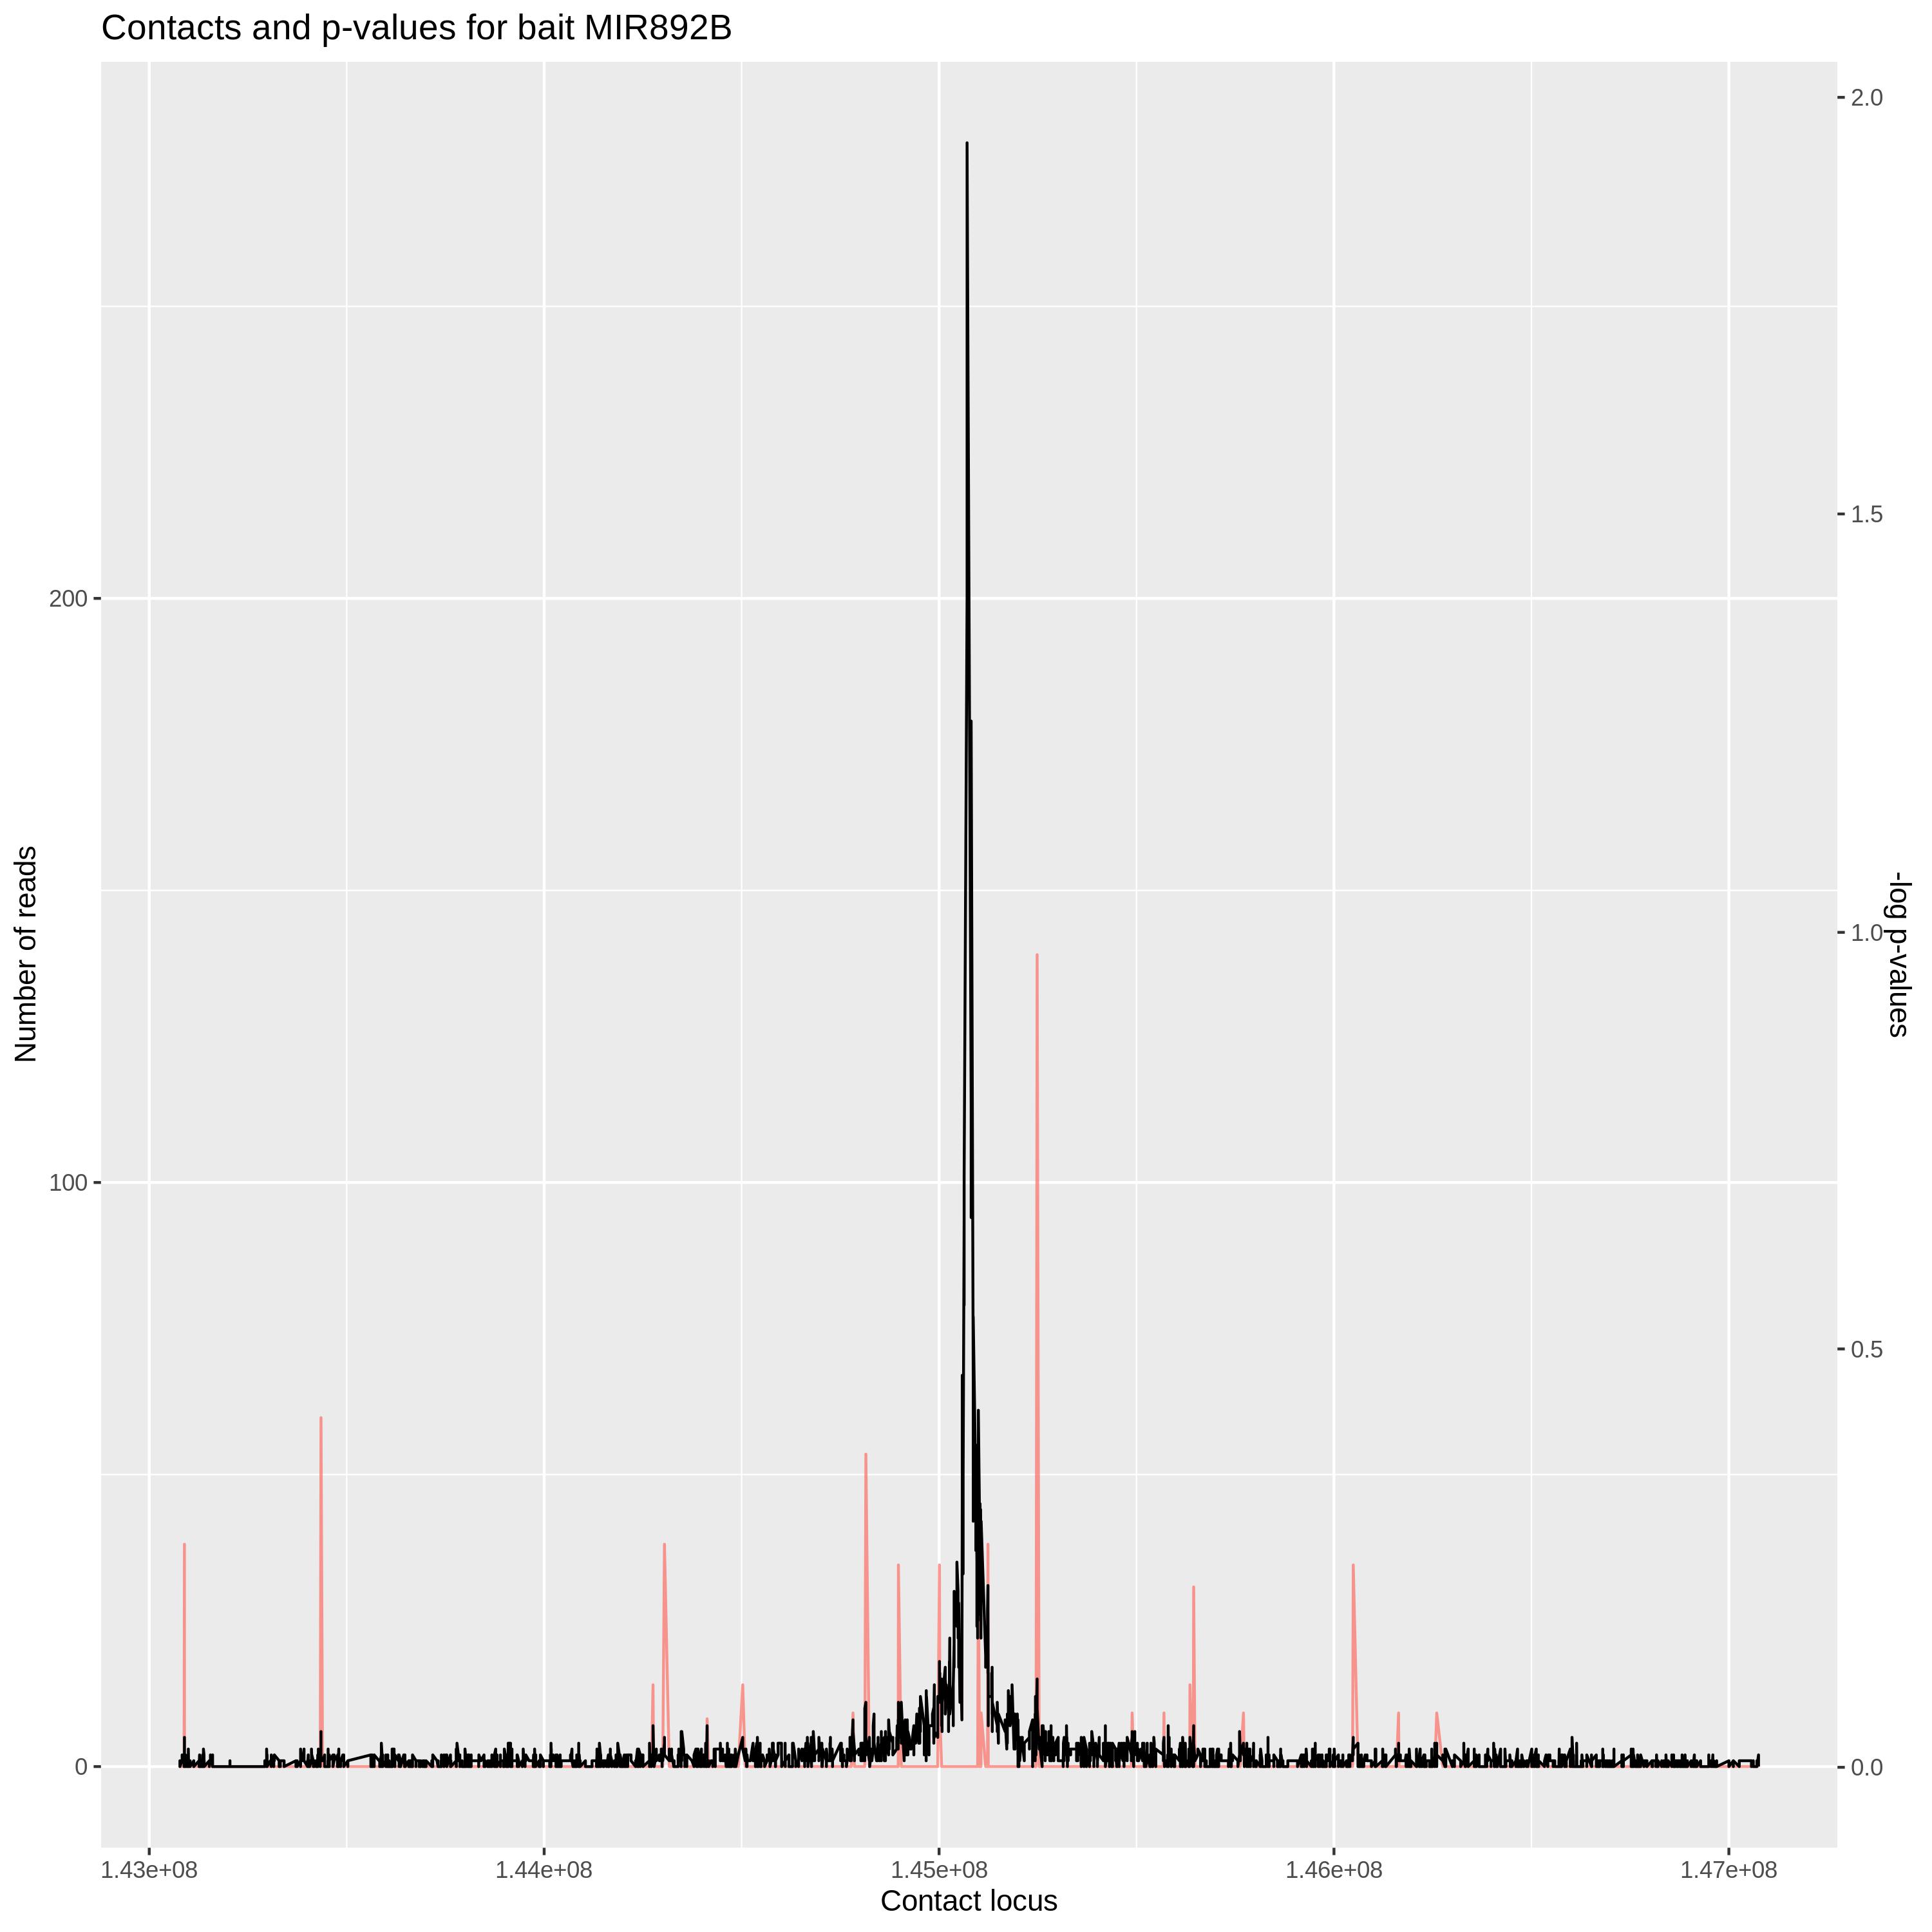 Contacts and p-values for bait MIR892B
Number of reads
200
100
0
2.0
1.5
1.0
0.5
0.0
-log p-values
1.43e+08
1.44e+08
1.45e+08
1.46e+08
1.47e+08
Contact locus